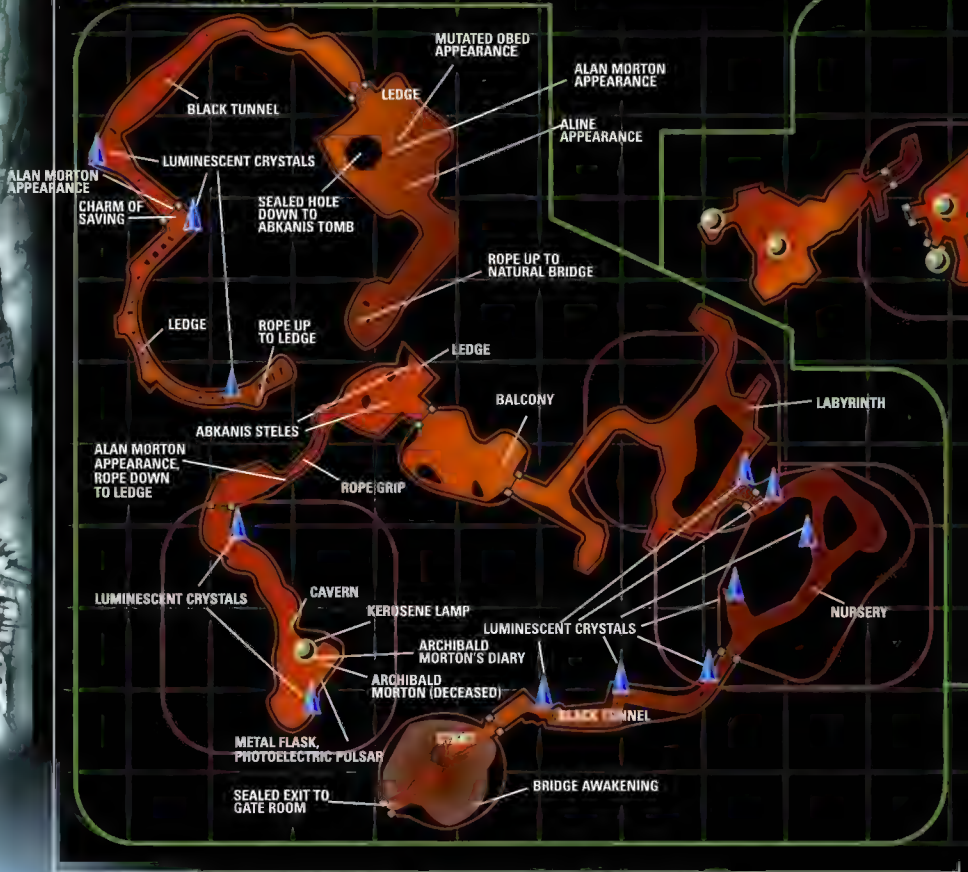 MUTATED OBED
APPEARANCE
ALAN MORTON
APPEARANCE
LEDGE
BLACK TUNNEL
ALINE
APPEARANCE
LUMINESCENT CRYSTALS
ALAN MORTON
APPEARANCE
CHARM OF
SAVING
SEALED HOLE
DOWN TO
ABKANIS TOMB
ROPE UP TO
NATURAL BRIDGE
LEDGE
ROPE UP
TO LEDGE
LEDGE
BALCONY
LABYRINTH
ABKANIS STELES
ALAN MORTON
APPEARANCE,
ROPE DOWN
TO LEDGE
ROPE GRIP
LUMINESCENT CRYSTALS
CAVERN
KEROSENE LAMP
NURSERY
LUMINESCENT CRYSTALS
ARCHIBALD
MORTON'S DIARY
ARCHIBALD
MORTON (DECEASED)
BLACK TUNNEL
METAL FLASK,
PHOTOELECTRIC PULSAR
BRIDGE AWAKENING
SEALED EXIT TO
GATE ROOM